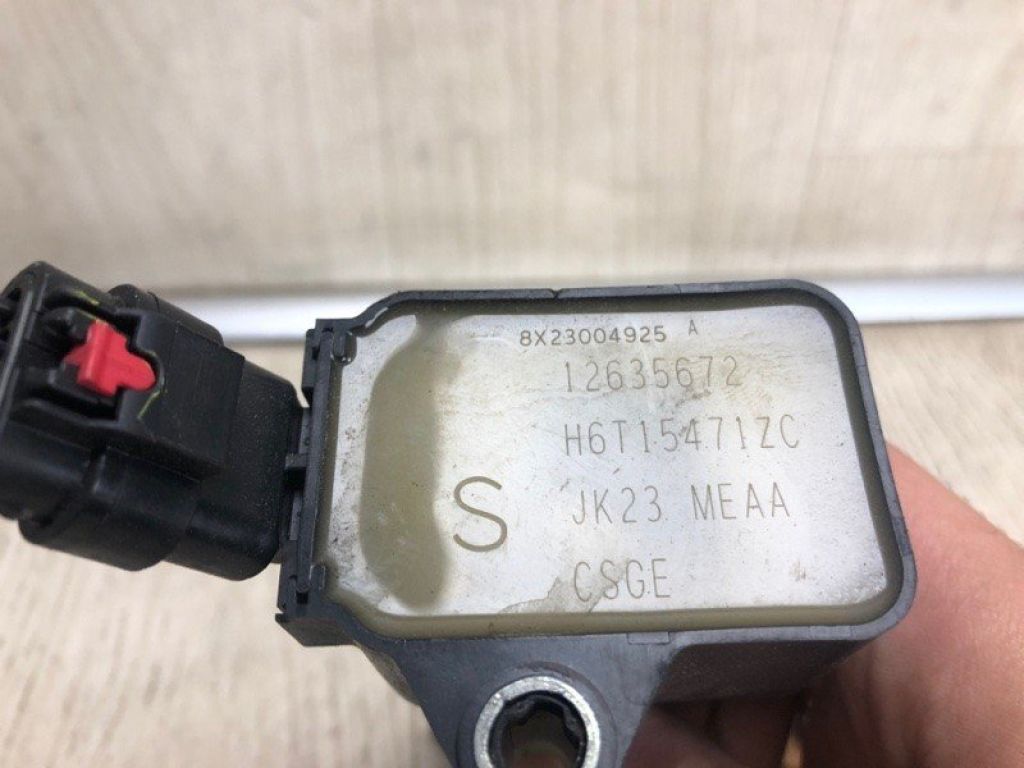 8X23004925 A
12635672
H6T15471ZC
S JK23 MEAA
CSGE